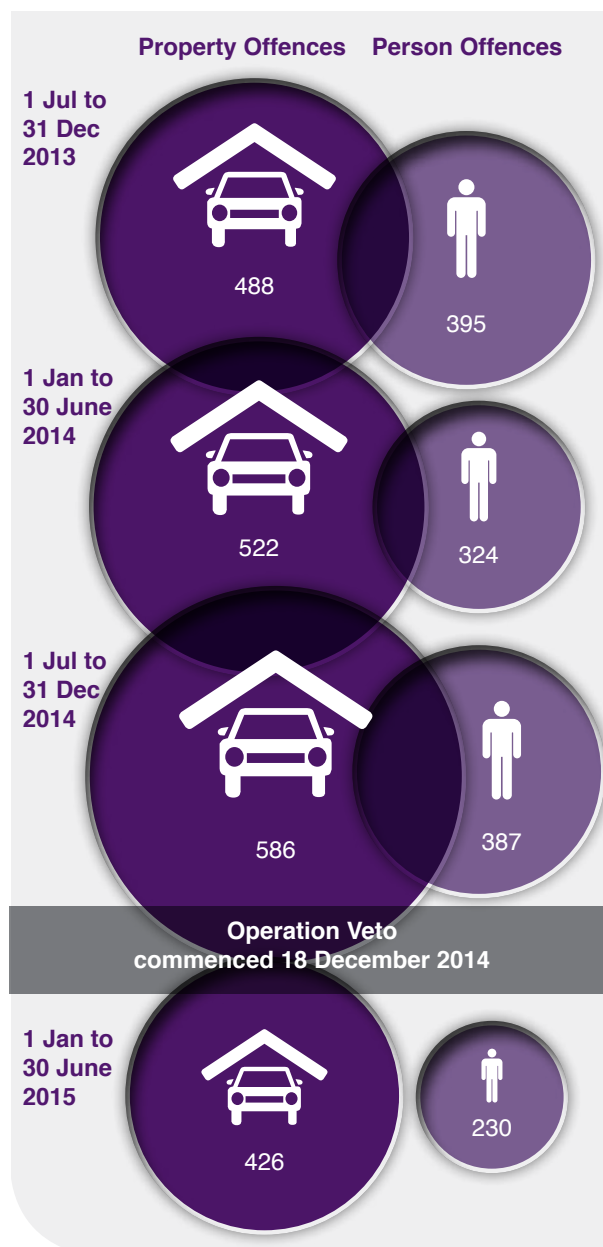 Property Offences Person Offences
1 Jul to
31 Dec
2013
488
395
1 Jan to
30 June
2014
522
324
1 Jul to
31 Dec
2014
586
387
Operation Veto
commenced 18 December 2014
1 Jan to
30 June
2015
426
230